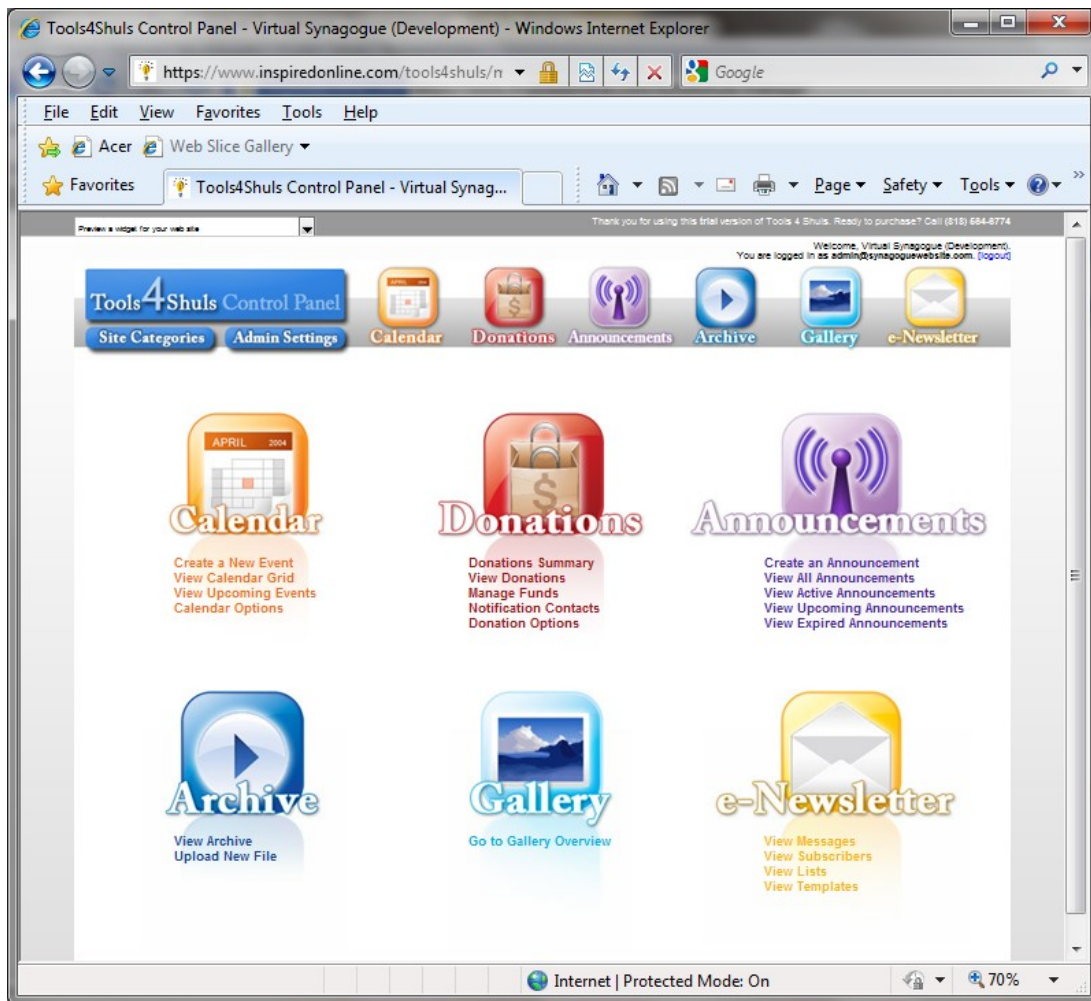 Tools4Shuls Control Panel - Virtual Synagogue (Development) - Windows Internet Explorer
https://www.inspiredonline.com/tools4shuls/n
Google
File Edit View Favorites Tools Help
Acer Web Slice Gallery
Favorites Tools4Shuls Control Panel - Virtual Synag... Page Safety Tools
Preview a widget for your web site
Thank you for using this trial version of Tools 4 Shuls. Ready to purchase? Call (818) 564-8774
Welcome, Virtual Synagogue (Development).
You are logged in as admin@synagoguewebsite.com. [logout]
Tools4Shuls Control Panel
Site Categories Admin Settings
Calendar Donations Announcements Archive Gallery e-Newsletter
APRIL 2004
Calendar
Create a New Event
View Calendar Grid
View Upcoming Events
Calendar Options
Donations
Donations Summary
View Donations
Manage Funds
Notification Contacts
Donation Options
Announcements
Create an Announcement
View All Announcements
View Active Announcements
View Upcoming Announcements
View Expired Announcements
Archive
View Archive
Upload New File
Gallery
Go to Gallery Overview
e-Newsletter
View Messages
View Subscribers
View Lists
View Templates
Internet | Protected Mode: On 70%